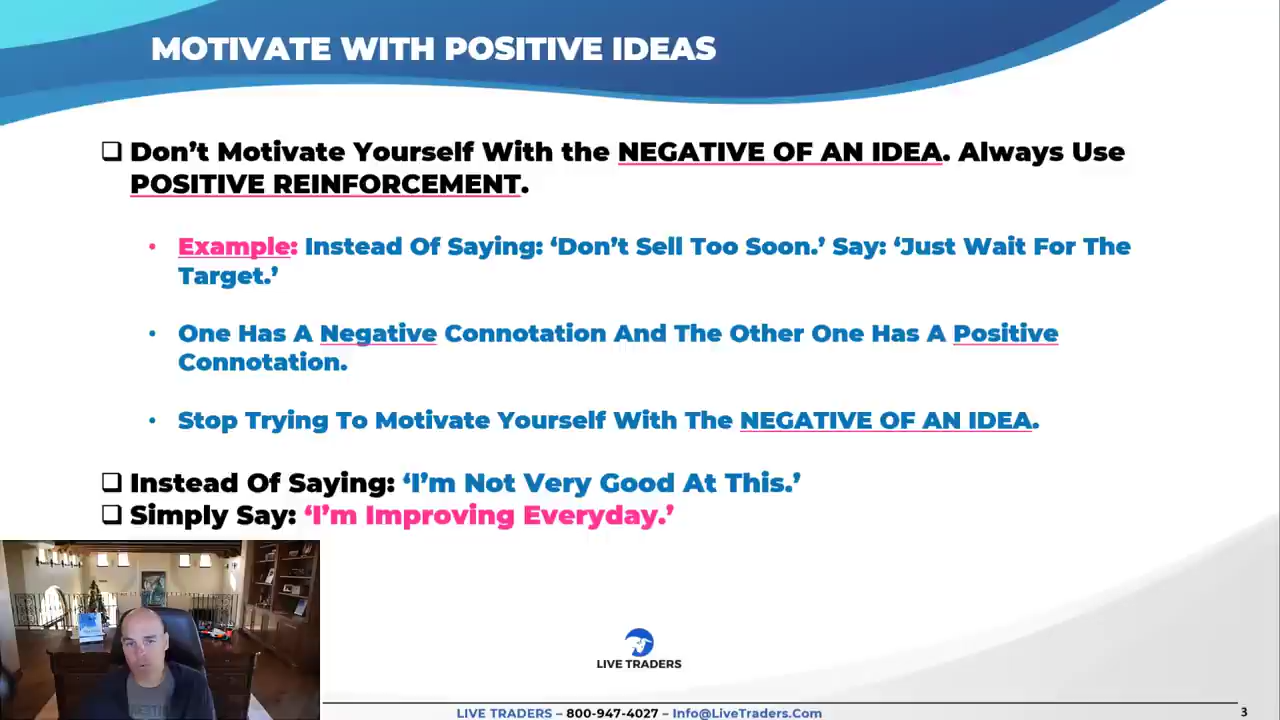 MOTIVATE WITH POSITIVE IDEAS
Don’t Motivate Yourself With the NEGATIVE OF AN IDEA. Always Use
POSITIVE REINFORCEMENT.
Example: Instead Of Saying: ‘Don’t Sell Too Soon.’ Say: ‘Just Wait For The
Target.’
One Has A Negative Connotation And The Other One Has A Positive
Connotation.
Stop Trying To Motivate Yourself With The NEGATIVE OF AN IDEA.
Instead Of Saying: ‘I’m Not Very Good At This.’
Simply Say: ‘I’m Improving Everyday.’
LIVE TRADERS
LIVE TRADERS – 800-947-4027 – Info@LiveTraders.Com
3